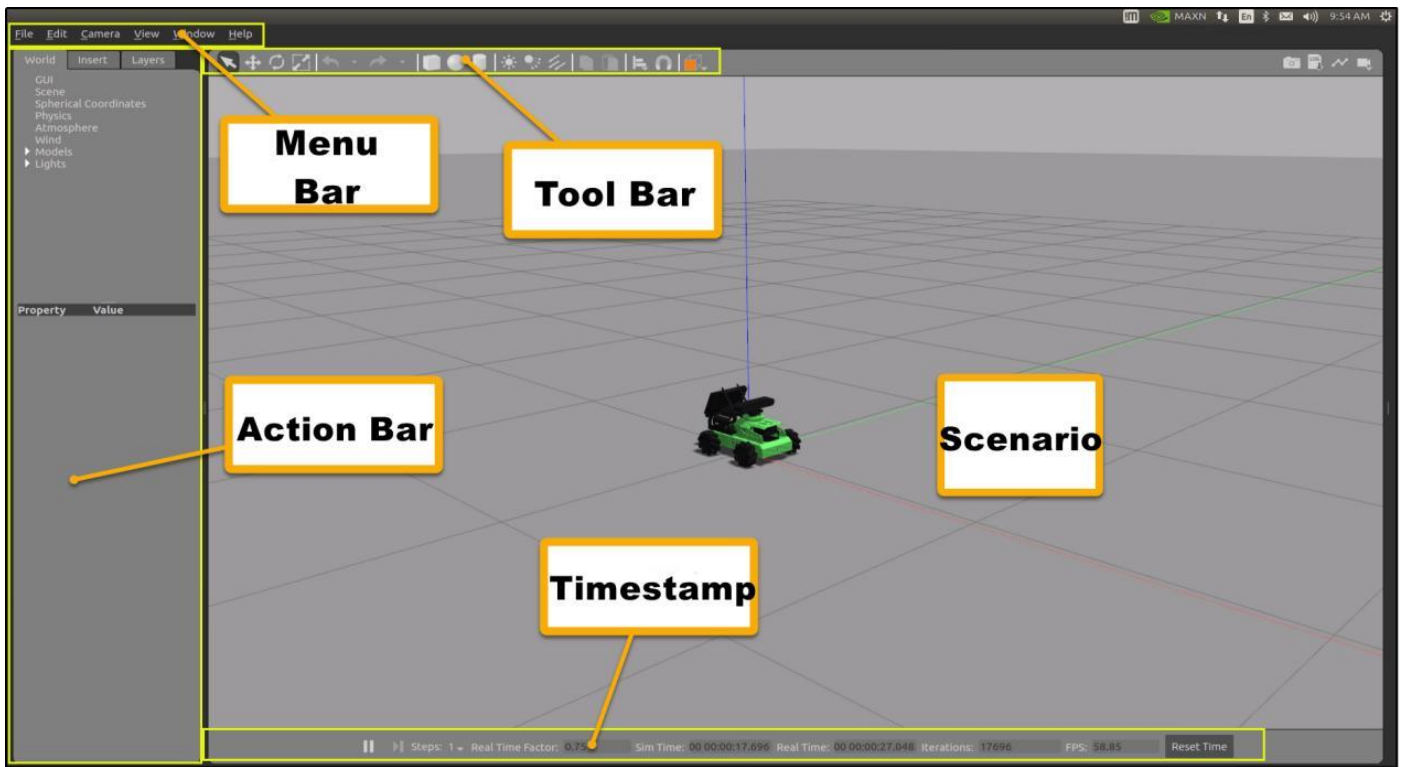 MAXN En 9:54 AM
File Edit Camera View Window Help
World Insert Layers
GUI
Scene
Spherical Coordinates
Physics
Atmosphere
Wind
Models
Lights
Menu
Bar
Tool Bar
Property Value
Action Bar
Scenario
Timestamp
Steps: 1 Real Time Factor: 0.75 Sim Time: 00 00:00:17.696 Real Time: 00 00:00:27.048 Iterations: 17696 FPS: 58.85 Reset Time